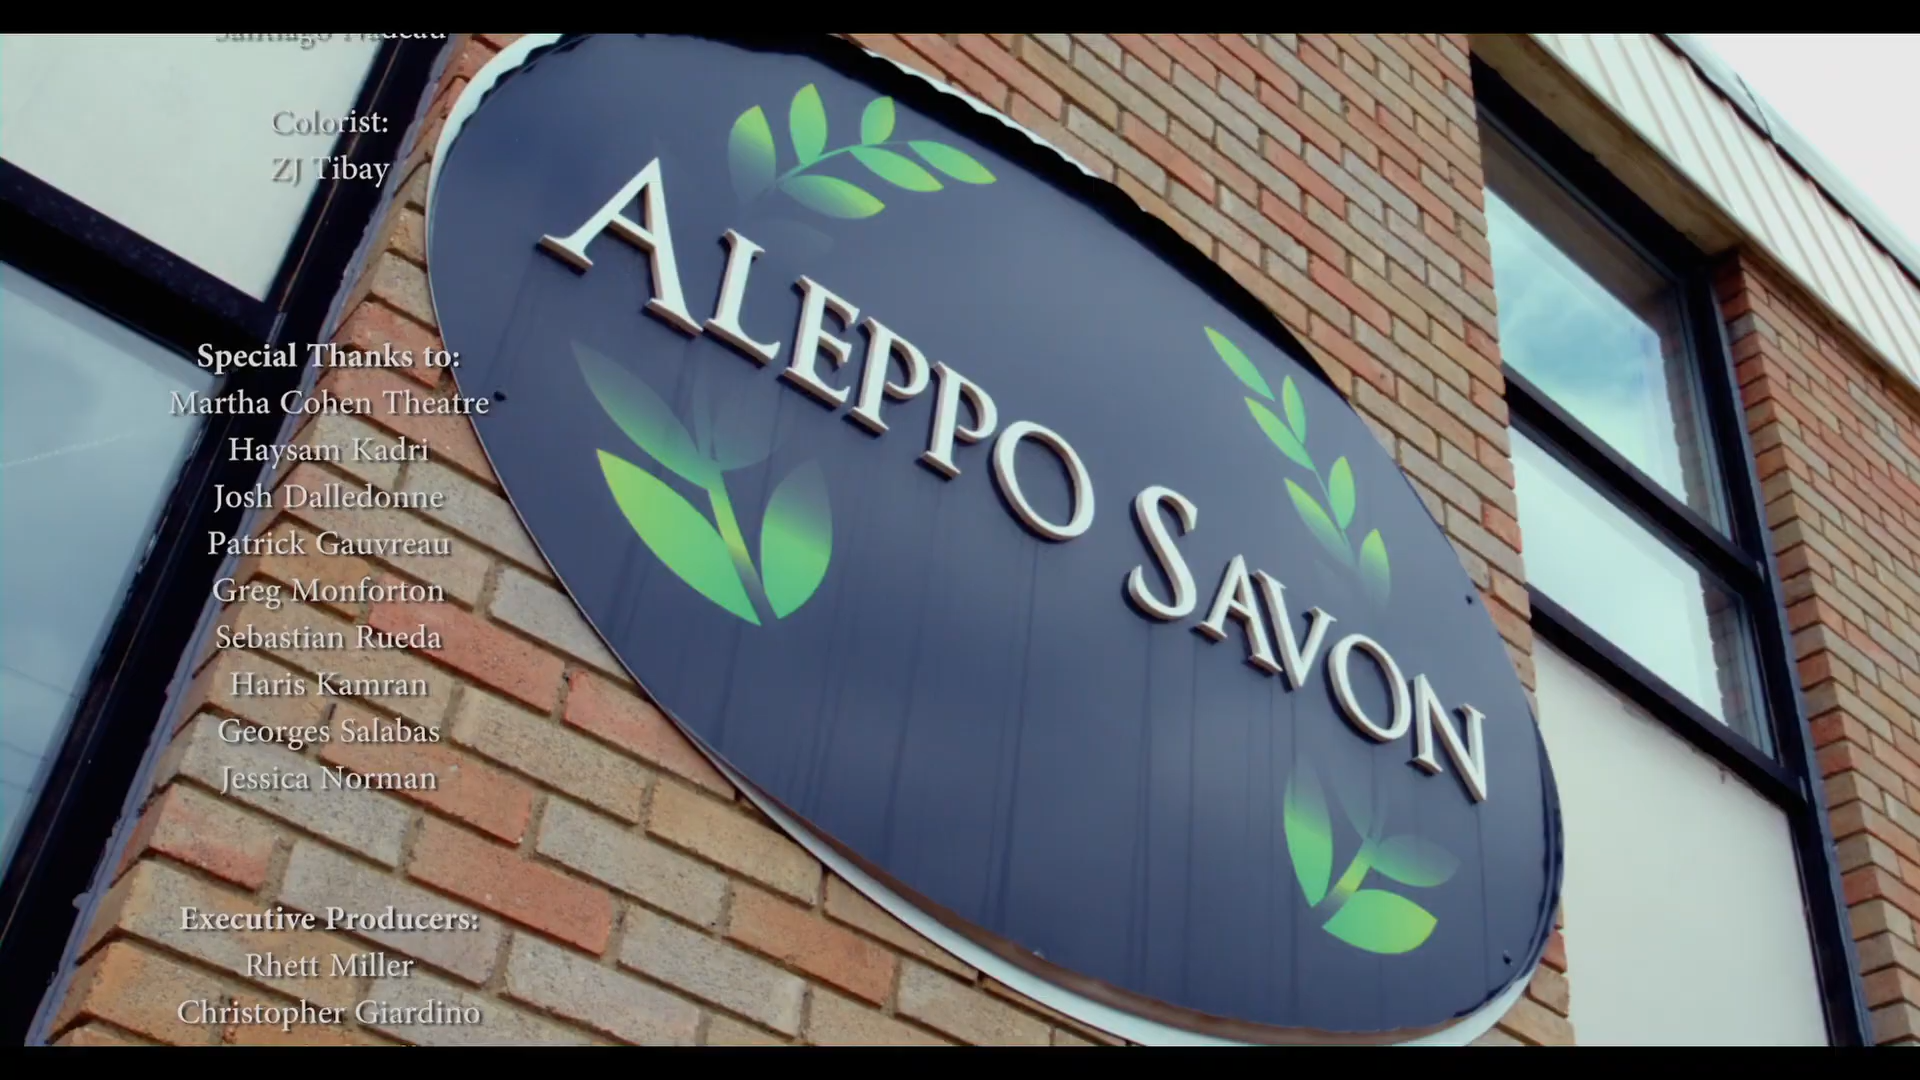 Colorist:
ZJ Tibay
Special Thanks to:
Martha Cohen Theatre
Haysam Kadri
Josh Dalledonne
Patrick Gauvreau
Greg Monforton
Sebastian Rueda
Haris Kamran
Georges Salabas
Jessica Norman
Executive Producers:
Rhett Miller
Christopher Giardino
ALEPPO SAVON